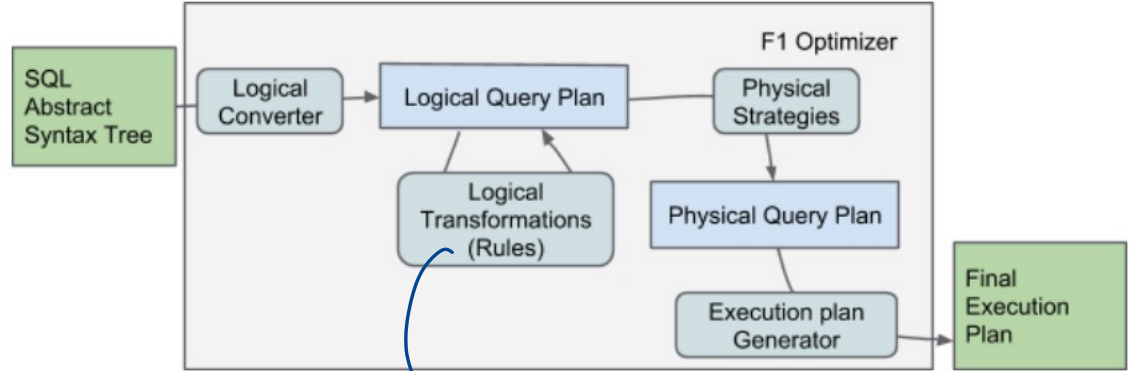 F1 Optimizer
SQL
Abstract
Syntax Tree
Logical
Converter
Logical Query Plan
Physical
Strategies
Logical
Transformations
(Rules)
Physical Query Plan
Execution plan
Generator
Final
Execution
Plan